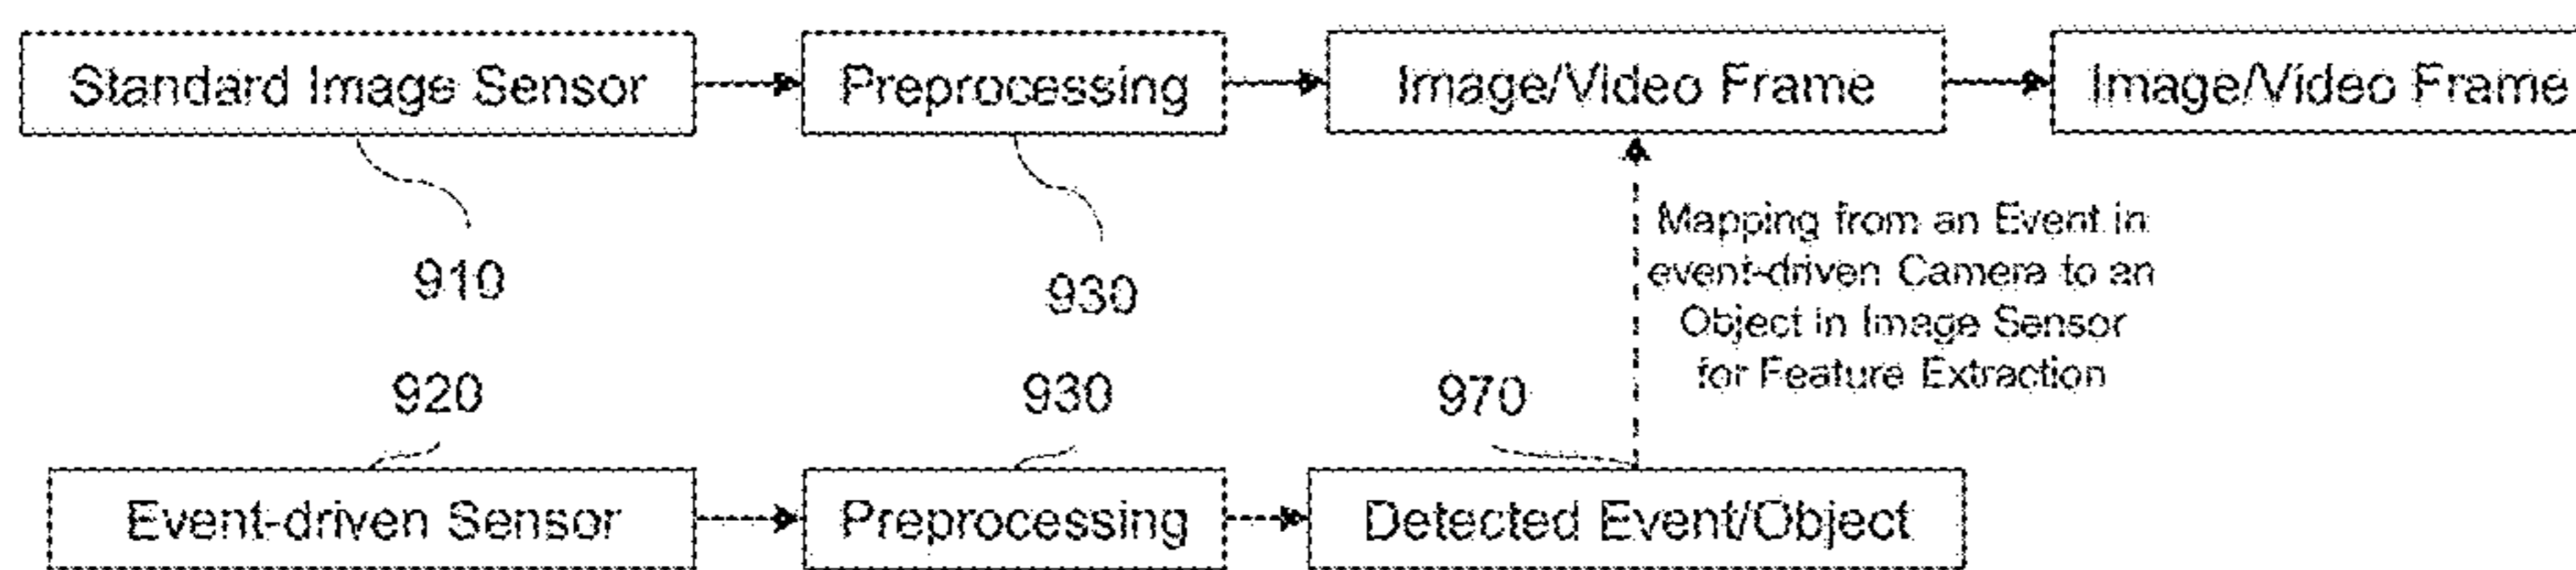 Standard Image Sensor
Preprocessing
Image/Video Frame
Image/Video Frame
910
930
Mapping from an Event in
event-driven Camera to an
Object in Image Sensor
for Feature Extraction
920
930
970
Event-driven Sensor
Preprocessing
Detected Event/Object